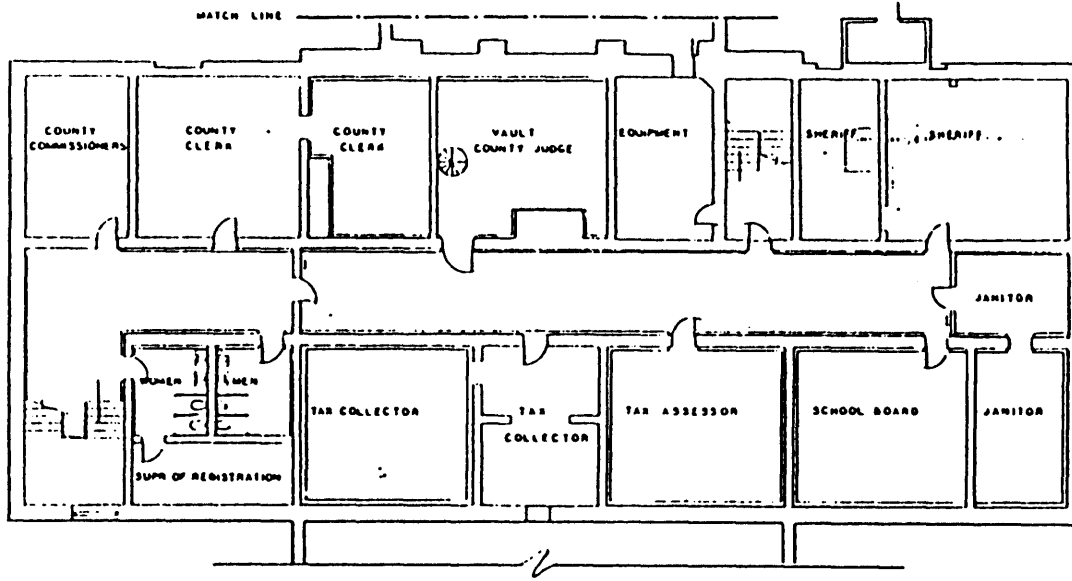 MATCH LINE
COUNTY
COMMISSIONERS
COUNTY
CLERK
COUNTY
CLERK
VAULT
COUNTY JUDGE
EQUIPMENT
SHERIFF
SHERIFF
JANITOR
WOMEN
MEN
TAX COLLECTOR
TAX
COLLECTOR
TAX ASSESSOR
SCHOOL BOARD
JANITOR
SUPR OF REGISTRATION